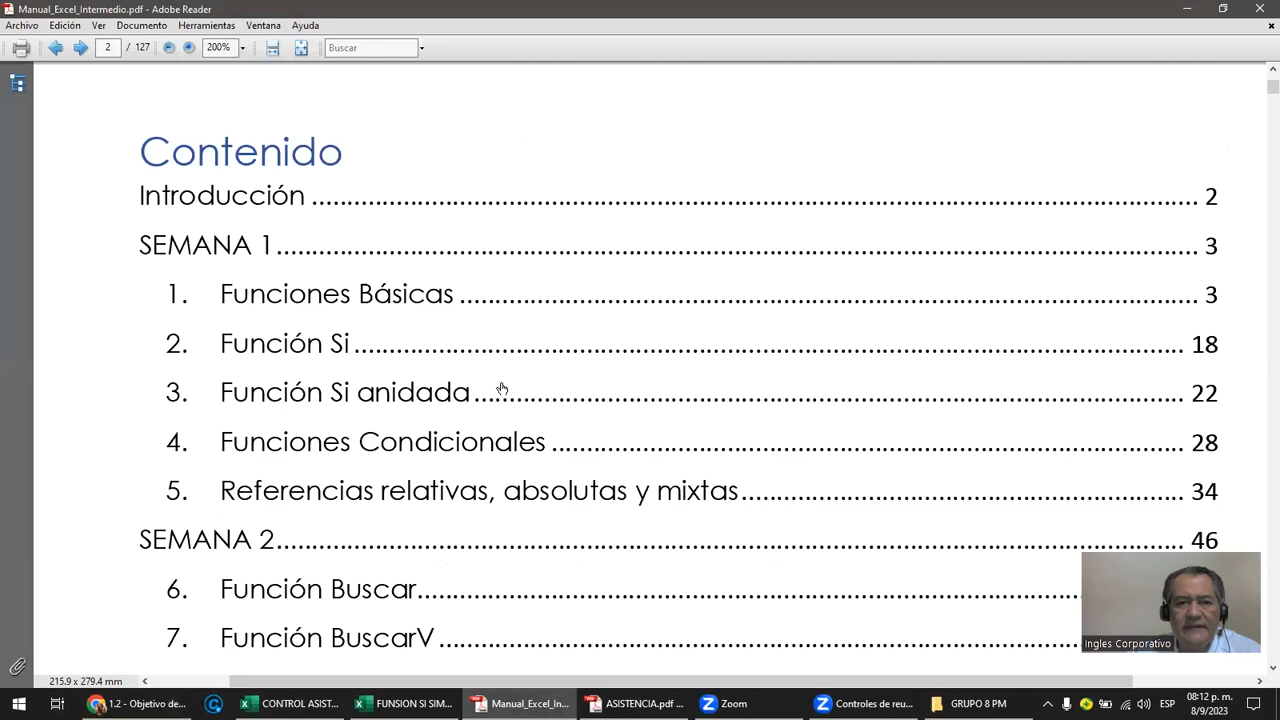 Manual_Excel_Intermedio.pdf - Adobe Reader
Archivo Edición Ver Documento Herramientas Ventana Ayuda
2 / 127 200% Buscar
Contenido
Introducción 2
SEMANA 1 3
1. Funciones Básicas 3
2. Función Si 18
3. Función Si anidada 22
4. Funciones Condicionales 28
5. Referencias relativas, absolutas y mixtas 34
SEMANA 2 46
6. Función Buscar
7. Función BuscarV
Ingles Corporativo
215.9 x 279.4 mm
1.2 - Objetivo de... CONTROL ASIST... FUNSION SI SIM... Manual_Excel_In... ASISTENCIA.pdf ... Zoom Controles de reu... GRUPO 8 PM ESP 08:12 p. m.
8/9/2023